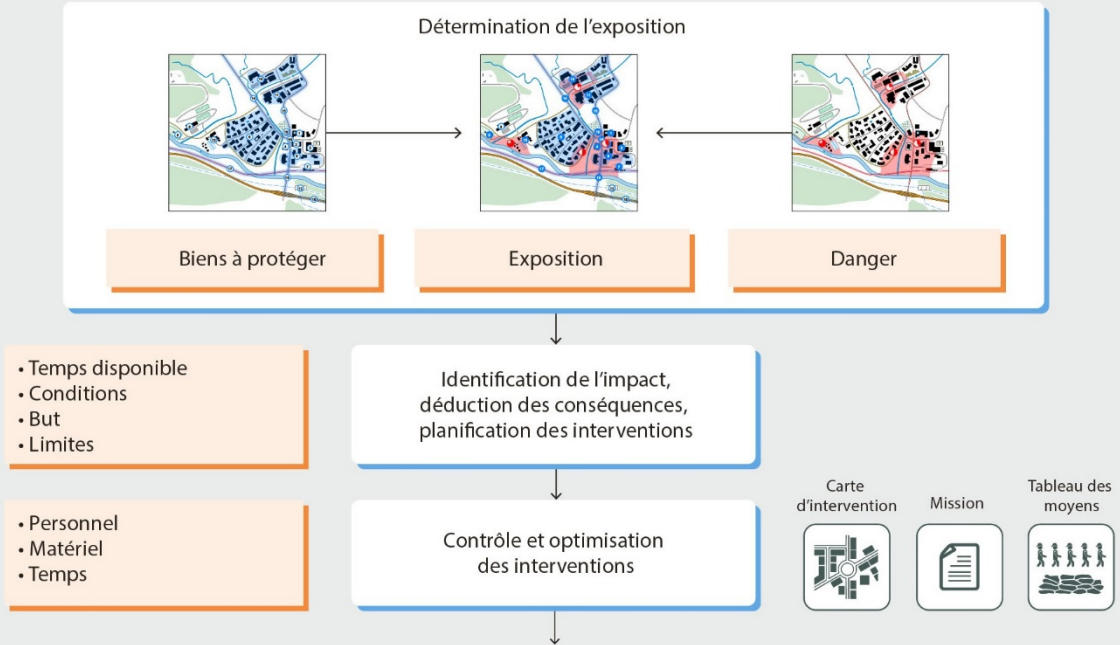 Détermination de l'exposition
Biens à protéger
Exposition
Danger
• Temps disponible
• Conditions
• But
• Limites
Identification de l'impact,
déduction des conséquences,
planification des interventions
• Personnel
• Matériel
• Temps
Contrôle et optimisation
des interventions
Carte
d'intervention
Mission
Tableau des
moyens